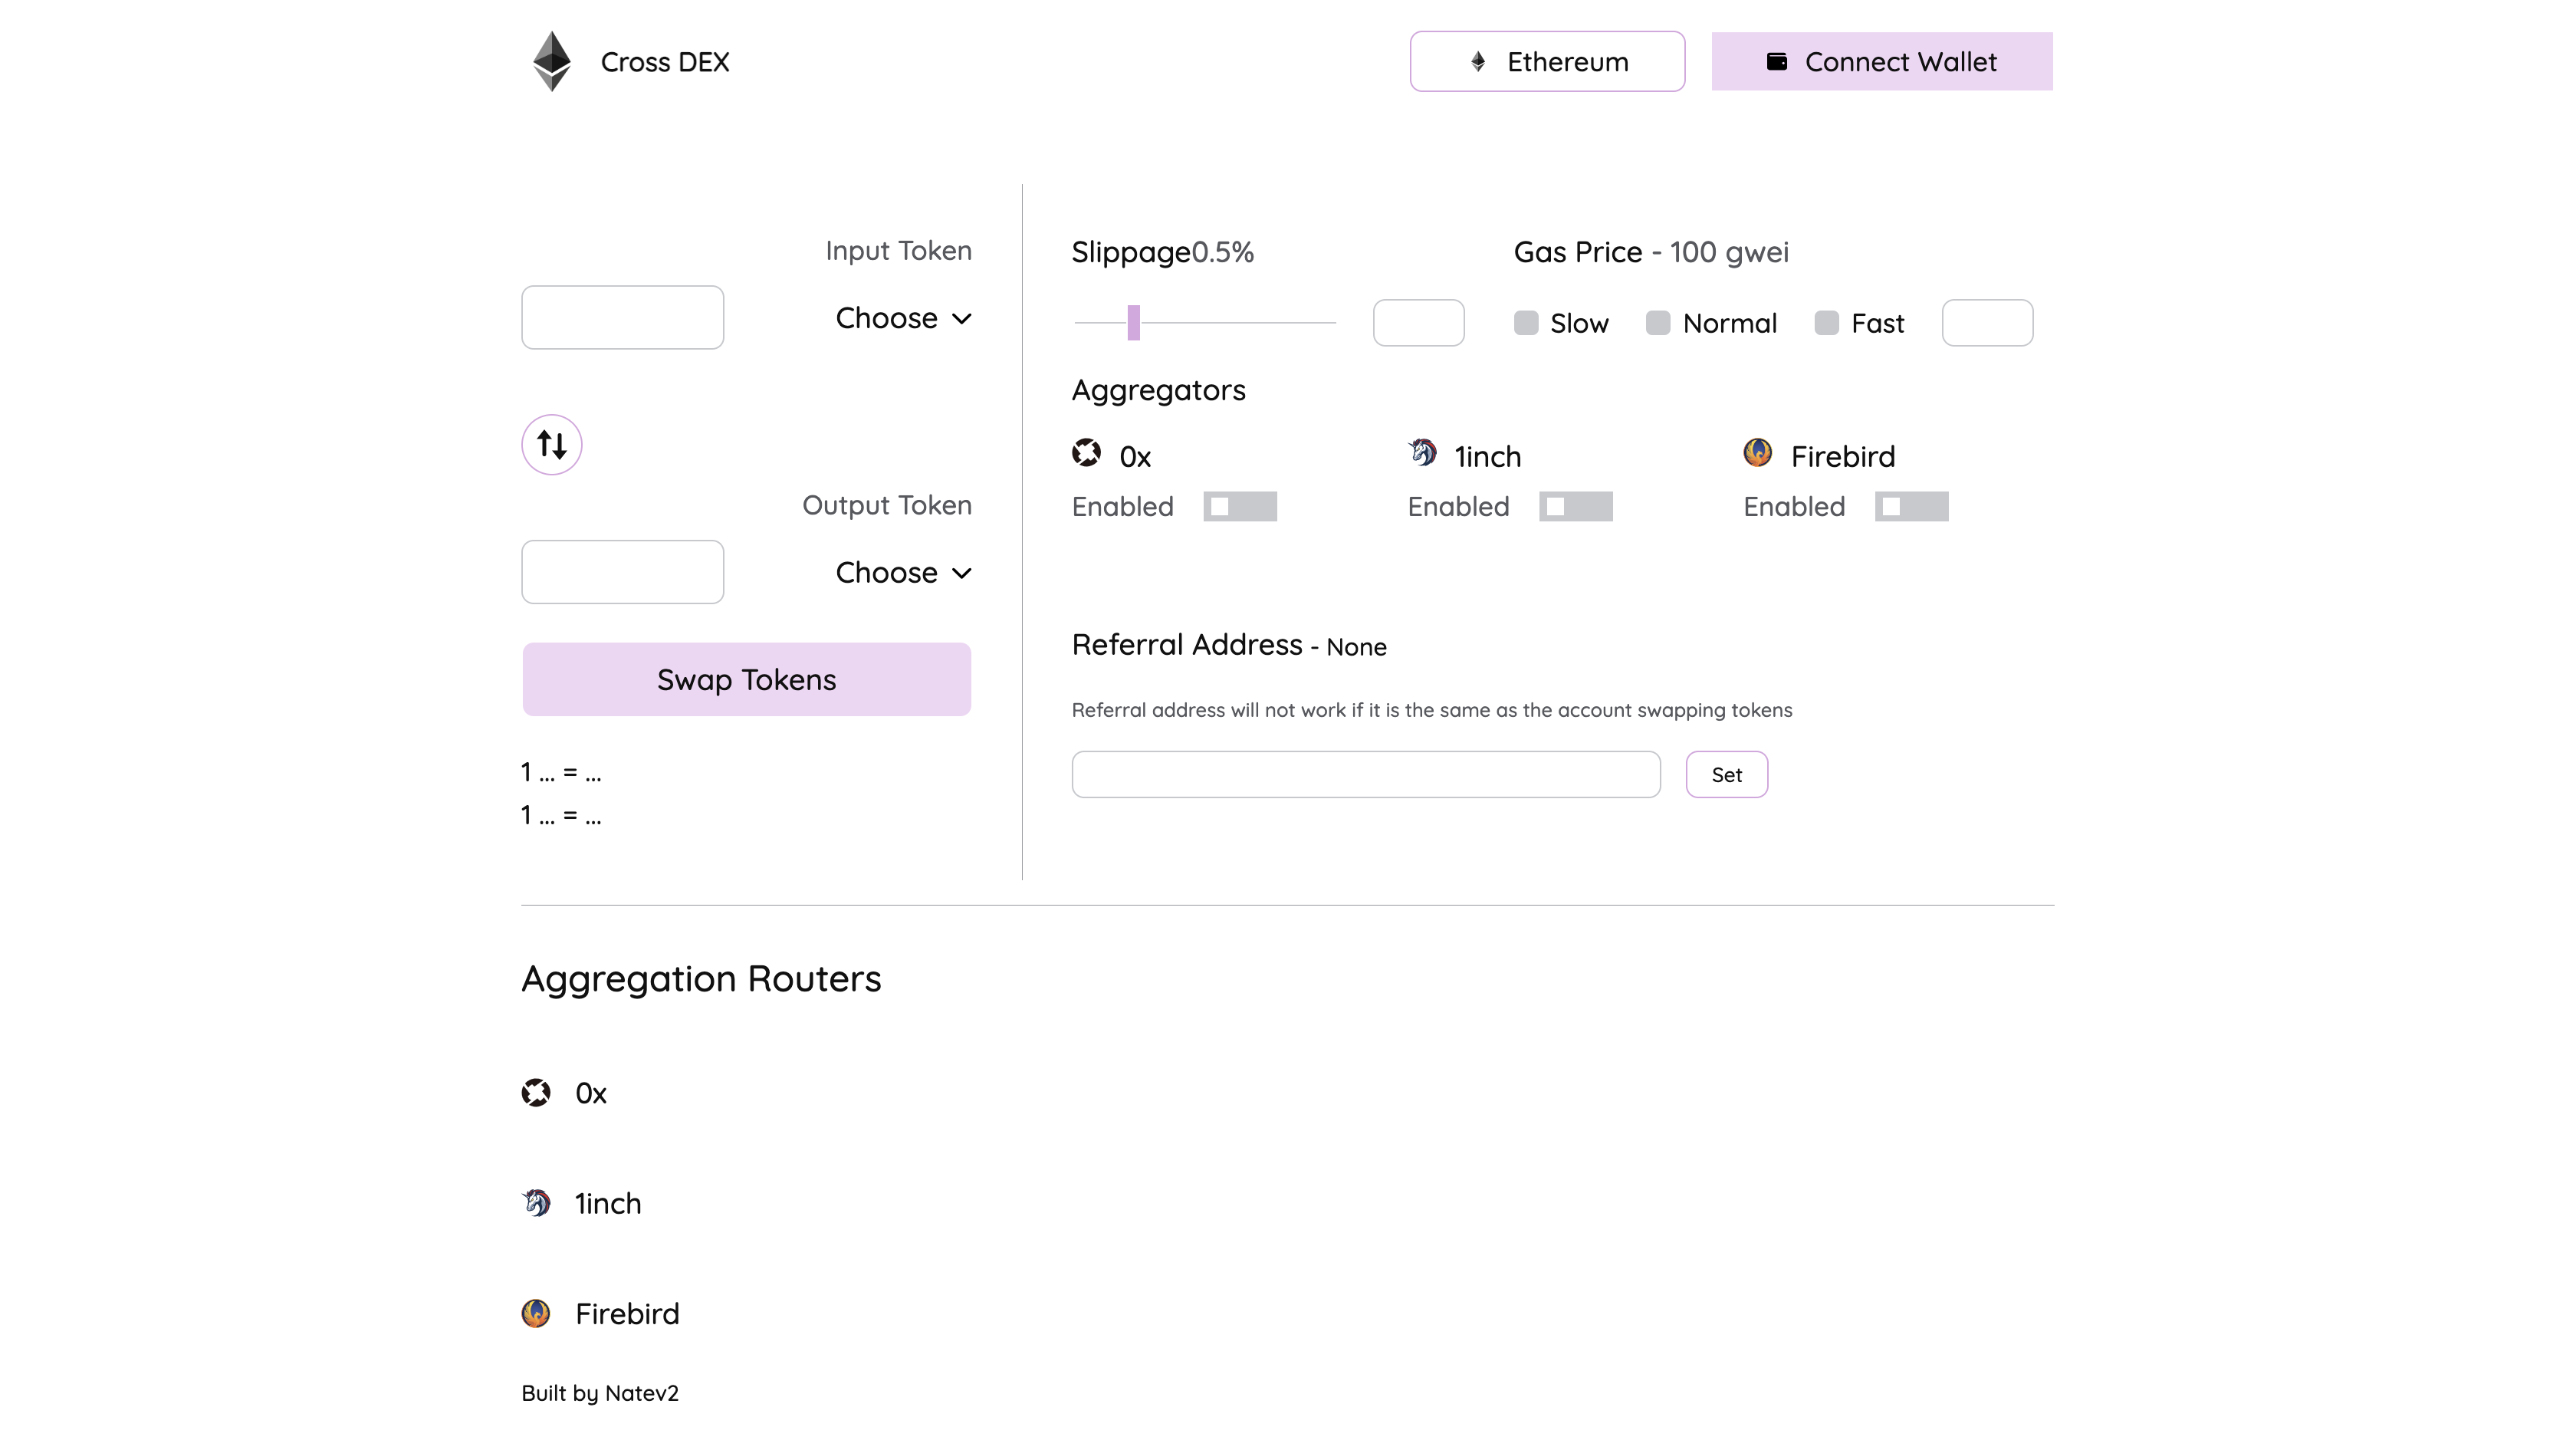 Cross DEX
Ethereum
Connect Wallet
Input Token
Choose
Output Token
Choose
Swap Tokens
1 ... = ...
1 ... = ...
Slippage0.5%
Gas Price - 100 gwei
Slow Normal Fast
Aggregators
0x
Enabled
1inch
Enabled
Firebird
Enabled
Referral Address - None
Referral address will not work if it is the same as the account swapping tokens
Set
Aggregation Routers
0x
1inch
Firebird
Built by Natev2